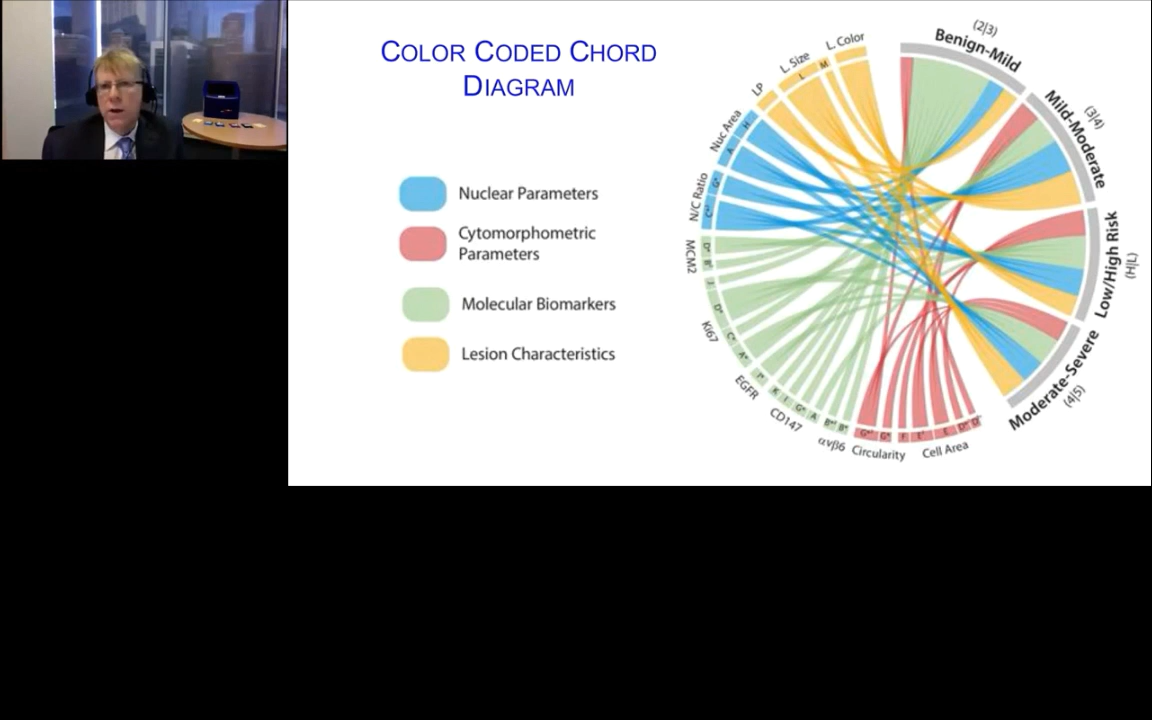 COLOR CODED CHORD
DIAGRAM
Nuclear Parameters
Cytomorphometric
Parameters
Molecular Biomarkers
Lesion Characteristics
(2|3)
Benign-Mild
(3|4)
Mild-Moderate
Low/High Risk
(H|L)
Moderate-Severe
(4|5)
L. Color
L. Size
LP
Nuc Area
N/C Ratio
MCM2
Ki67
EGFR
CD147
αvβ6
Circularity
Cell Area
M
L
H
A